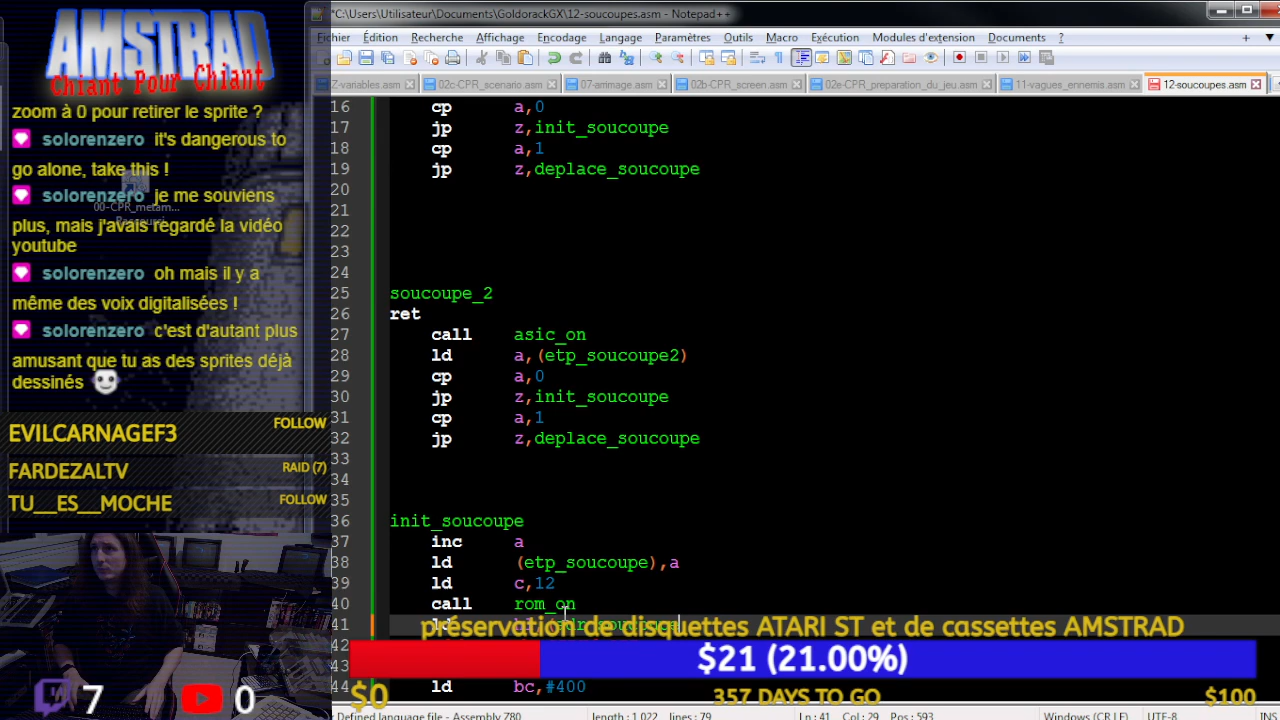 AMSTRAD
Chiant Pour Chiant
zoom à 0 pour retirer le sprite ?
solorenzero it's dangerous to
go alone, take this !
solorenzero je me souviens
plus, mais j'avais regardé la vidéo
youtube
solorenzero oh mais il y a
même des voix digitalisées !
solorenzero c'est d'autant plus
amusant que tu as des sprites déjà
dessinés
00-CPR_metam...
EVILCARNAGEF3 FOLLOW
FARDEZALTV RAID (7)
TU__ES__MOCHE FOLLOW
7 0
*C:\Users\Utilisateur\Documents\GoldorackGX\12-soucoupes.asm - Notepad++
Fichier Édition Recherche Affichage Encodage Langage Paramètres Outils Macro Exécution Modules d'extension Documents
Z-variables.asm 02c-CPR_scenario.asm 07-arnimage.asm 02b-CPR_screen.asm 02e-CPR_preparation_du_jeu.asm 11-vagues_ennemis.asm 12-soucoupes.asm
16 cp a,0
17 jp z,init_soucoupe
18 cp a,1
19 jp z,deplace_soucoupe
20
21
22
23
24
25 soucoupe_2
26 ret
27 call asic_on
28 ld a,(etp_soucoupe2)
29 cp a,0
30 jp z,init_soucoupe
31 cp a,1
32 jp z,deplace_soucoupe
33
34
35
36 init_soucoupe
37 inc a
38 ld (etp_soucoupe),a
39 ld c,12
40 call rom_on
41
préservation de disquettes ATARI ST et de cassettes AMSTRAD
42
43
$21 (21.00%)
44 ld bc,#400
$0 357 DAYS TO GO $100
Defined language file - Assembly Z80 length : 1 022 lines : 79 Ln : 41 Col : 29 Pos : 593 Windows (CR LF) UTF-8 INS